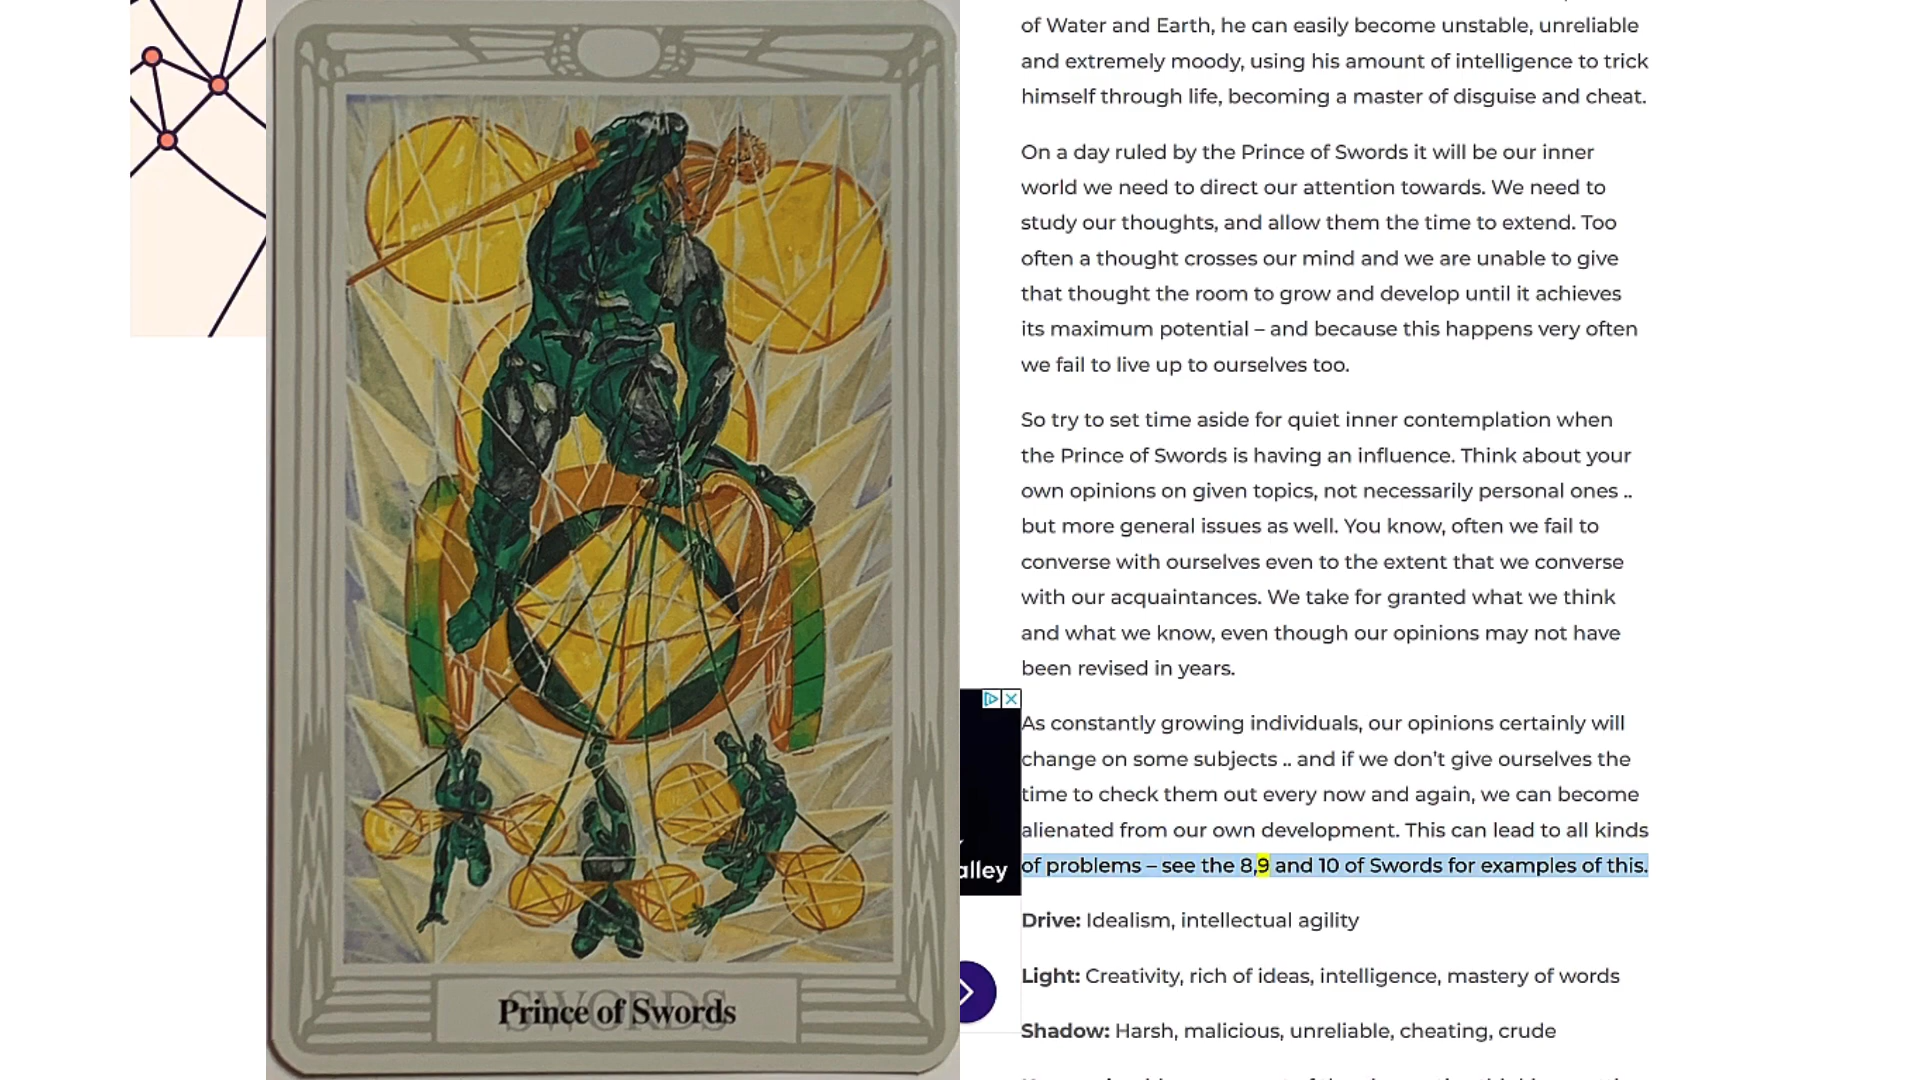 SWORDS
Prince of Swords
of Water and Earth, he can easily become unstable, unreliable
and extremely moody, using his amount of intelligence to trick
himself through life, becoming a master of disguise and cheat.
On a day ruled by the Prince of Swords it will be our inner
world we need to direct our attention towards. We need to
study our thoughts, and allow them the time to extend. Too
often a thought crosses our mind and we are unable to give
that thought the room to grow and develop until it achieves
its maximum potential – and because this happens very often
we fail to live up to ourselves too.
So try to set time aside for quiet inner contemplation when
the Prince of Swords is having an influence. Think about your
own opinions on given topics, not necessarily personal ones ..
but more general issues as well. You know, often we fail to
converse with ourselves even to the extent that we converse
with our acquaintances. We take for granted what we think
and what we know, even though our opinions may not have
been revised in years.
As constantly growing individuals, our opinions certainly will
change on some subjects .. and if we don't give ourselves the
time to check them out every now and again, we can become
alienated from our own development. This can lead to all kinds
of problems – see the 8,9 and 10 of Swords for examples of this.
alley
Drive: Idealism, intellectual agility
Light: Creativity, rich of ideas, intelligence, mastery of words
Shadow: Harsh, malicious, unreliable, cheating, crude